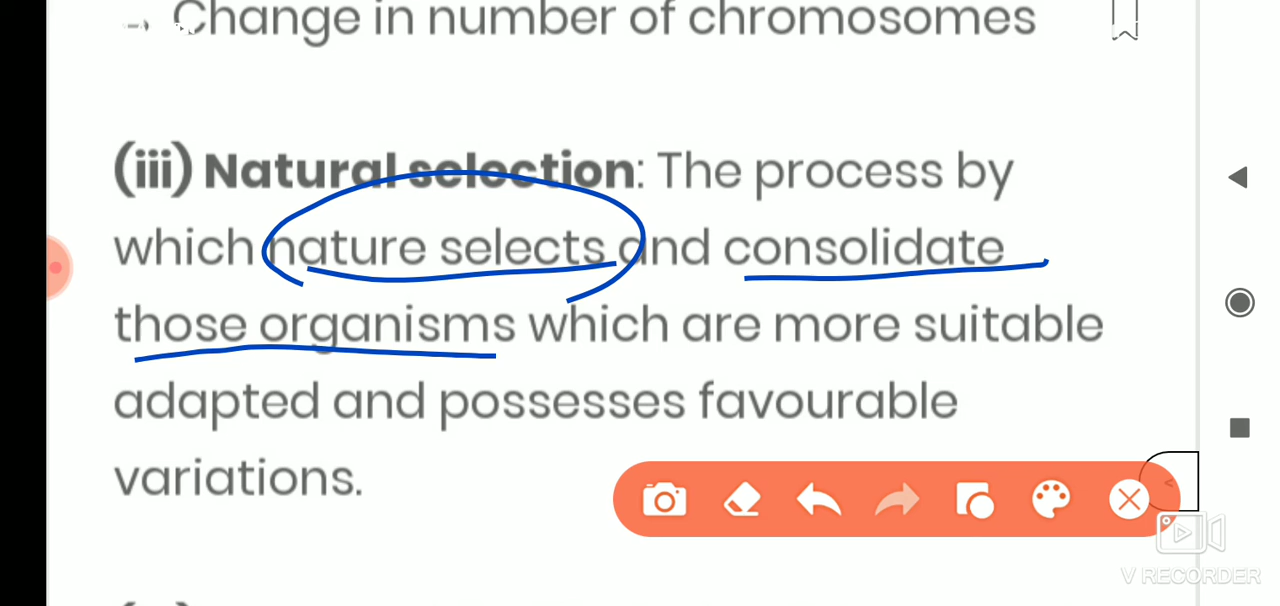 Change in number of chromosomes
(iii) Natural selection: The process by
which nature selects and consolidate
those organisms which are more suitable
adapted and possesses favourable
variations.
V RECORDER